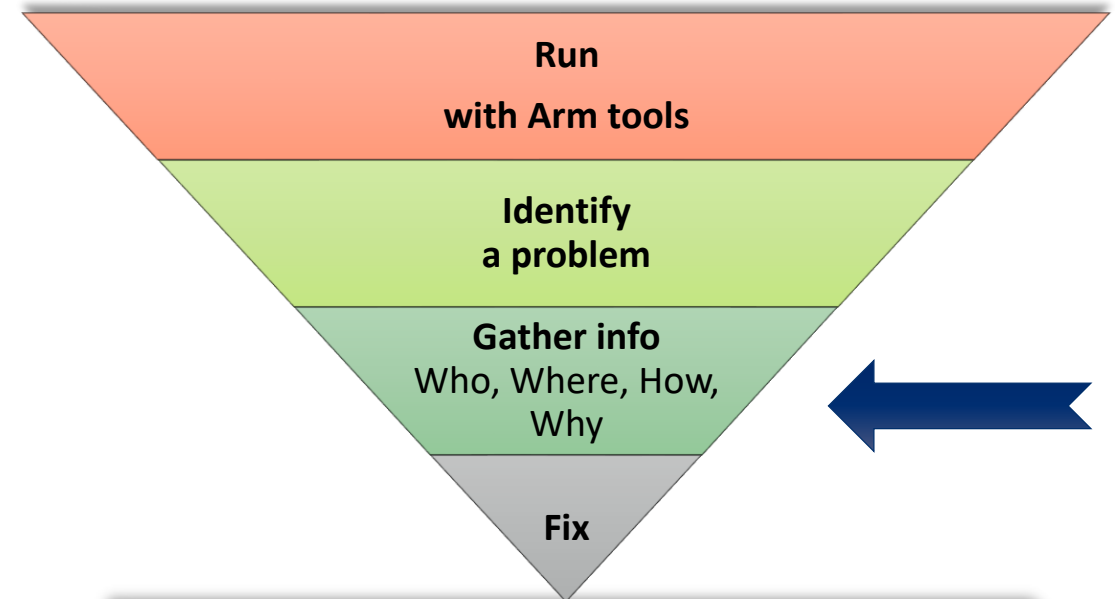 Run
with Arm tools
Identify
a problem
Gather info
Who, Where, How,
Why
Fix